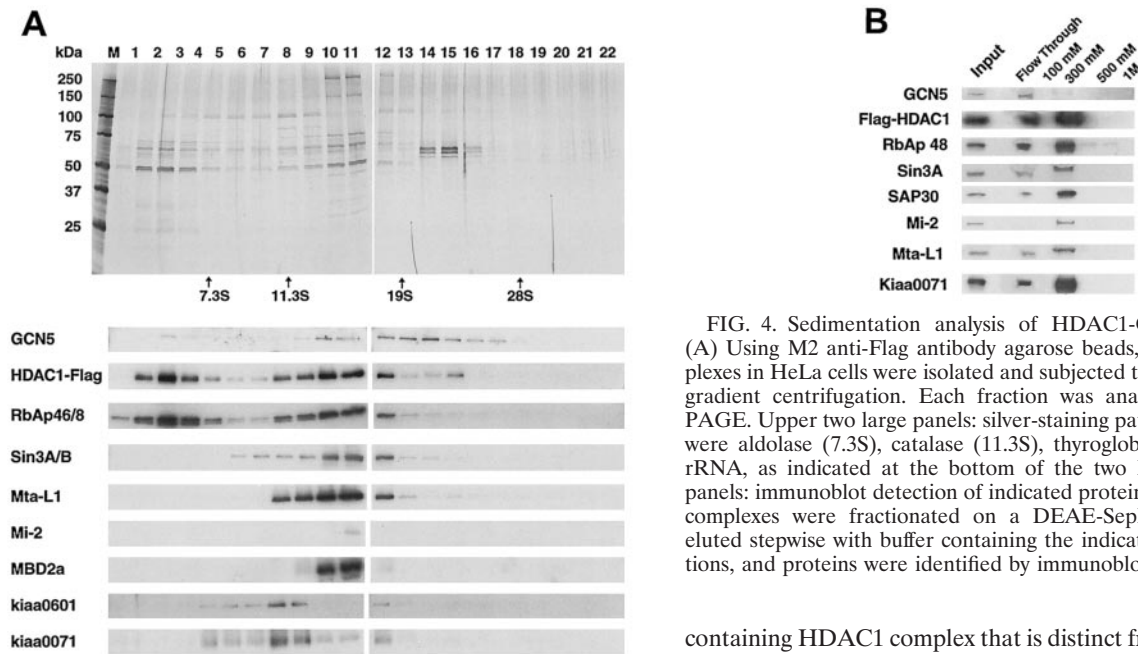 A
kDa M 1 2 3 4 5 6 7 8 9 10 11 12 13 14 15 16 17 18 19 20 21 22
250
150
100
75
50
37
25
7.3S 11.3S 19S 28S
GCN5
HDAC1-Flag
RbAp46/8
Sin3A/B
Mta-L1
Mi-2
MBD2a
kiaa0601
kiaa0071
B
Input Flow Through 100 mM 300 mM 500 mM 1M
GCN5
Flag-HDAC1
RbAp 48
Sin3A
SAP30
Mi-2
Mta-L1
Kiaa0071
FIG. 4. Sedimentation analysis of HDAC1-
(A) Using M2 anti-Flag antibody agarose beads,
plexes in HeLa cells were isolated and subjected t
gradient centrifugation. Each fraction was ana
PAGE. Upper two large panels: silver-staining pa
were aldolase (7.3S), catalase (11.3S), thyroglob
rRNA, as indicated at the bottom of the two
panels: immunoblot detection of indicated protein
complexes were fractionated on a DEAE-Sep
eluted stepwise with buffer containing the indicat
tions, and proteins were identified by immunoblo
containing HDAC1 complex that is distinct f